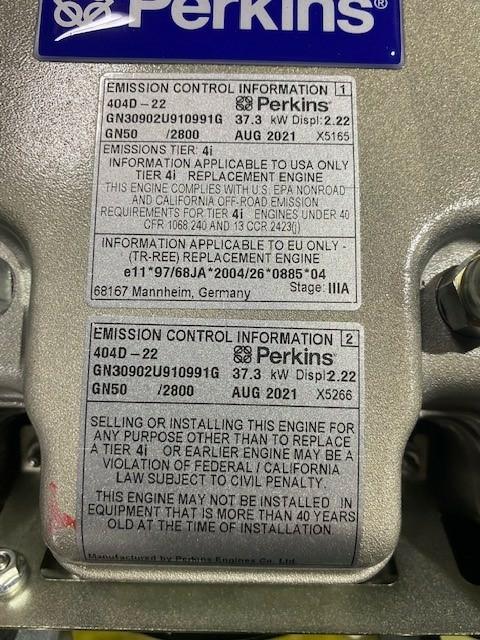 Perkins®
EMISSION CONTROL INFORMATION 1
404D-22 Perkins®
GN30902U910991G 37.3 kW Displ: 2.22
GN50 /2800 AUG 2021 X5165
EMISSIONS TIER: 4i
INFORMATION APPLICABLE TO USA ONLY
TIER 4i REPLACEMENT ENGINE
THIS ENGINE COMPLIES WITH U.S. EPA NONROAD
AND CALIFORNIA OFF-ROAD EMISSION
REQUIREMENTS FOR TIER 4i ENGINES UNDER 40
CFR 1068.240 AND 13 CCR 2423(j)
INFORMATION APPLICABLE TO EU ONLY -
(TR-REE) REPLACEMENT ENGINE
e11*97/68JA*2004/26*0885*04
68167 Mannheim, Germany Stage: IIIA
EMISSION CONTROL INFORMATION 2
404D-22 Perkins®
GN30902U910991G 37.3 kW Displ:2.22
GN50 /2800 AUG 2021 X5266
SELLING OR INSTALLING THIS ENGINE FOR
ANY PURPOSE OTHER THAN TO REPLACE
A TIER 4i OR EARLIER ENGINE MAY BE A
VIOLATION OF FEDERAL / CALIFORNIA
LAW SUBJECT TO CIVIL PENALTY.
THIS ENGINE MAY NOT BE INSTALLED IN
EQUIPMENT THAT IS MORE THAN 40 YEARS
OLD AT THE TIME OF INSTALLATION.
Manufactured by Perkins Engines Co. Ltd.